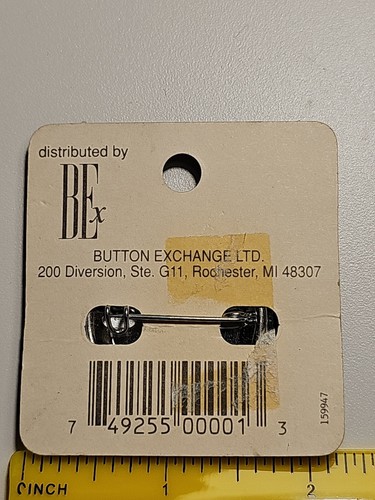 distributed by
BEx
BUTTON EXCHANGE LTD.
200 Diversion, Ste. G11, Rochester, MI 48307
7 49255 00001 3
159947
INCH 1 2